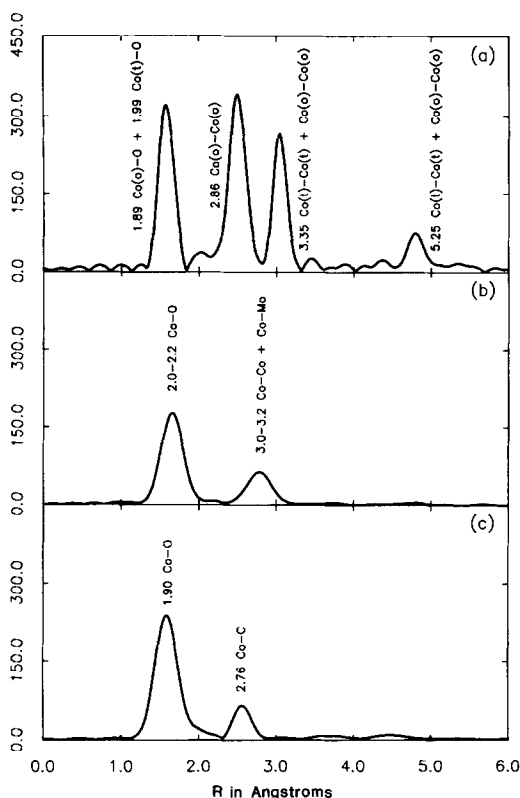 450.0
300.0
150.0
0.0
(a)
1.89 Co(o)-O + 1.99 Co(t)-O
2.86 Co(o)-Co(o)
3.35 Co(t)-Co(t) + Co(o)-Co(o)
5.25 Co(t)-Co(t) + Co(o)-Co(o)
300.0
150.0
0.0
(b)
2.0-2.2 Co-O
3.0-3.2 Co-Co + Co-Mo
300.0
150.0
0.0
(c)
1.90 Co-O
2.76 Co-C
0.0 1.0 2.0 3.0 4.0 5.0 6.0
R in Angstroms